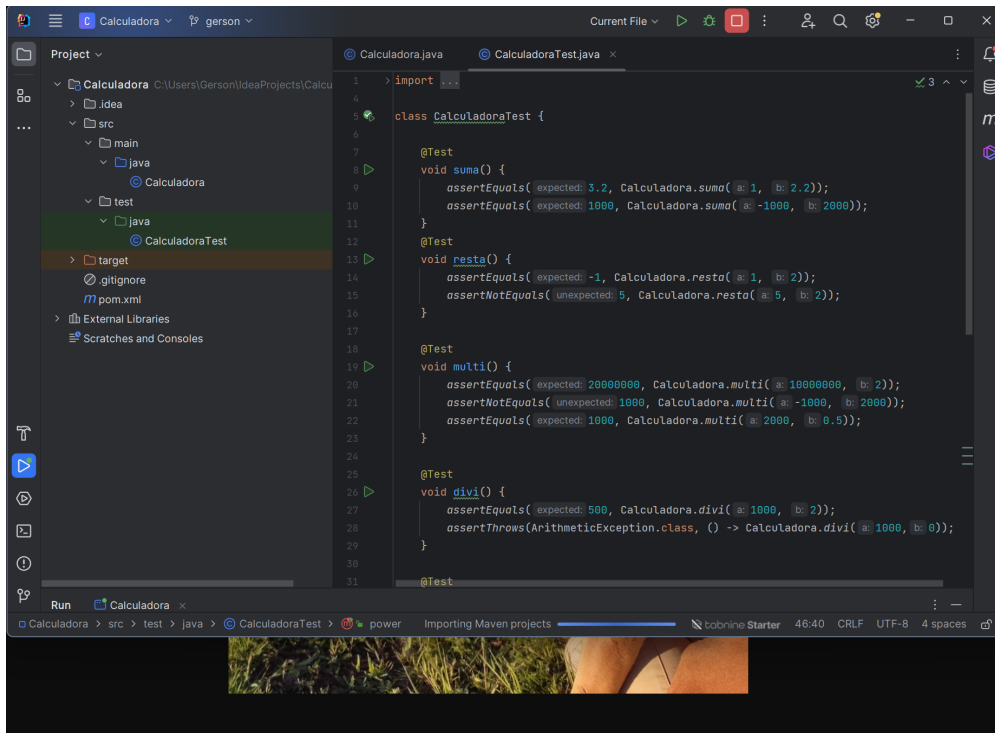 Calculadora gerson Current File
Project
Calculadora.java CalculadoraTest.java
Calculadora C:\Users\Gerson\IdeaProjects\Calcu
.idea
src
main
java
Calculadora
test
java
CalculadoraTest
target
.gitignore
pom.xml
External Libraries
Scratches and Consoles
3
1 import ...
4
5 class CalculadoraTest {
6
7 @Test
8 void suma() {
9 assertEquals( expected: 3.2, Calculadora.suma( a: 1, b: 2.2));
10 assertEquals( expected: 1000, Calculadora.suma( a: -1000, b: 2000));
11 }
12 @Test
13 void resta() {
14 assertEquals( expected: -1, Calculadora.resta( a: 1, b: 2));
15 assertNotEquals( unexpected: 5, Calculadora.resta( a: 5, b: 2));
16 }
17
18 @Test
19 void multi() {
20 assertEquals( expected: 20000000, Calculadora.multi( a: 10000000, b: 2));
21 assertNotEquals( unexpected: 1000, Calculadora.multi( a: -1000, b: 2000));
22 assertEquals( expected: 1000, Calculadora.multi( a: 2000, b: 0.5));
23 }
24
25 @Test
26 void divi() {
27 assertEquals( expected: 500, Calculadora.divi( a: 1000, b: 2));
28 assertThrows(ArithmeticException.class, () -> Calculadora.divi( a: 1000, b: 0));
29 }
30
31 @Test
Run Calculadora
Calculadora > src > test > java > CalculadoraTest > power Importing Maven projects tabnine Starter 46:40 CRLF UTF-8 4 spaces